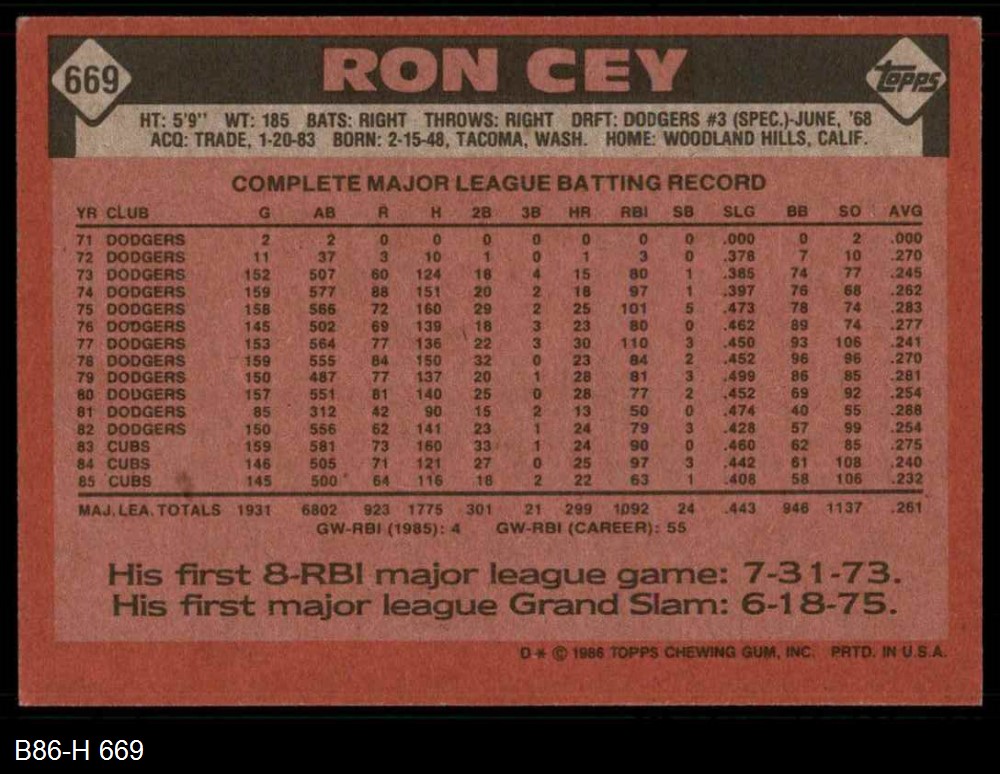 669
RON CEY
Topps
HT: 5'9" WT: 185 BATS: RIGHT THROWS: RIGHT DRFT: DODGERS #3 (SPEC.)-JUNE, '68
ACQ: TRADE, 1-20-83 BORN: 2-15-48, TACOMA, WASH. HOME: WOODLAND HILLS, CALIF.
COMPLETE MAJOR LEAGUE BATTING RECORD
YR CLUB G AB R H 2B 3B HR RBI SB SLG BB SO AVG
71 DODGERS 2 2 0 0 0 0 0 0 0 .000 0 2 .000
72 DODGERS 11 37 3 10 1 0 1 3 0 .378 7 10 .270
73 DODGERS 152 507 60 124 18 4 15 80 1 .385 74 77 .245
74 DODGERS 159 577 88 151 20 2 18 97 1 .397 76 68 .262
75 DODGERS 158 566 72 160 29 2 25 101 5 .473 78 74 .283
76 DODGERS 145 502 69 139 18 3 23 80 0 .462 89 74 .277
77 DODGERS 153 564 77 136 22 3 30 110 3 .450 93 106 .241
78 DODGERS 159 555 84 150 32 0 23 84 2 .452 96 96 .270
79 DODGERS 150 487 77 137 20 1 28 81 3 .499 86 85 .281
80 DODGERS 157 551 81 140 25 0 28 77 2 .452 69 92 .254
81 DODGERS 85 312 42 90 15 2 13 50 0 .474 40 55 .288
82 DODGERS 150 556 62 141 23 1 24 79 3 .428 57 99 .254
83 CUBS 159 581 73 160 33 1 24 90 0 .460 62 85 .275
84 CUBS 146 505 71 121 27 0 25 97 3 .442 61 108 .240
85 CUBS 145 500 64 116 18 2 22 63 1 .408 58 106 .232
MAJ. LEA. TOTALS 1931 6802 923 1775 301 21 299 1092 24 .443 946 1137 .261
GW-RBI (1985): 4 GW-RBI (CAREER): 55
His first 8-RBI major league game: 7-31-73.
His first major league Grand Slam: 6-18-75.
D* © 1986 TOPPS CHEWING GUM, INC. PRTD. IN U.S.A.
B86-H 669